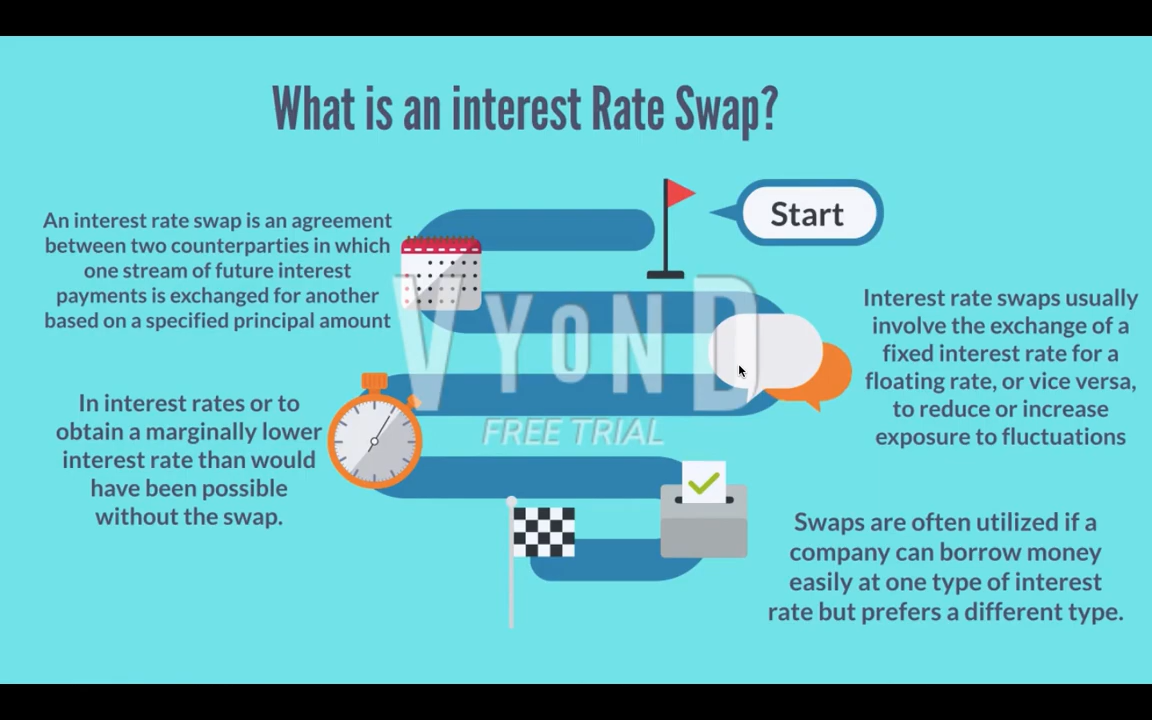 What is an interest Rate Swap?
Start
An interest rate swap is an agreement
between two counterparties in which
one stream of future interest
payments is exchanged for another
based on a specified principal amount
Interest rate swaps usually
involve the exchange of a
fixed interest rate for a
floating rate, or vice versa,
to reduce or increase
exposure to fluctuations
In interest rates or to
obtain a marginally lower
interest rate than would
have been possible
without the swap.
Swaps are often utilized if a
company can borrow money
easily at one type of interest
rate but prefers a different type.
VYOND
FREE TRIAL